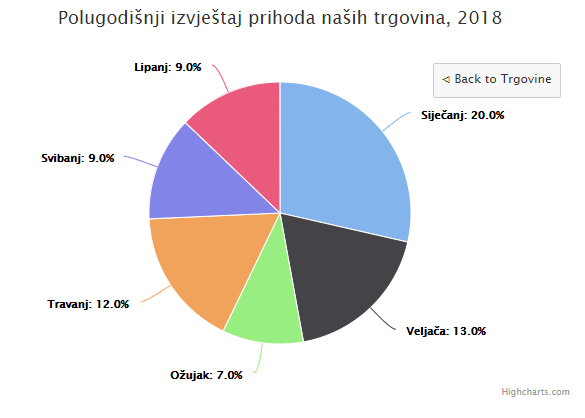 Polugodišnji izvještaj prihoda naših trgovina, 2018
Lipanj: 9.0%
◁ Back to Trgovine
Siječanj: 20.0%
Svibanj: 9.0%
Travanj: 12.0%
Veljača: 13.0%
Ožujak: 7.0%
Highcharts.com